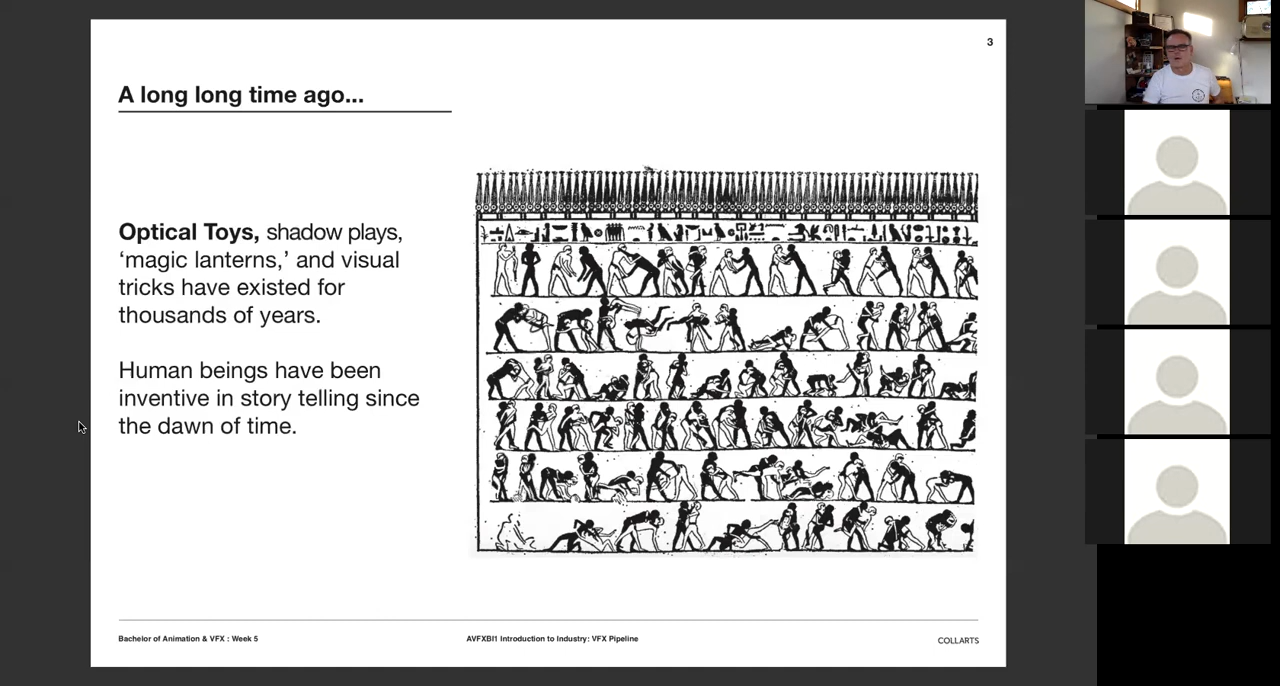 3
A long long time ago...
Optical Toys, shadow plays,
‘magic lanterns,’ and visual
tricks have existed for
thousands of years.
Human beings have been
inventive in story telling since
the dawn of time.
Bachelor of Animation & VFX : Week 5
AVFXBI1 Introduction to Industry: VFX Pipeline
COLLARTS